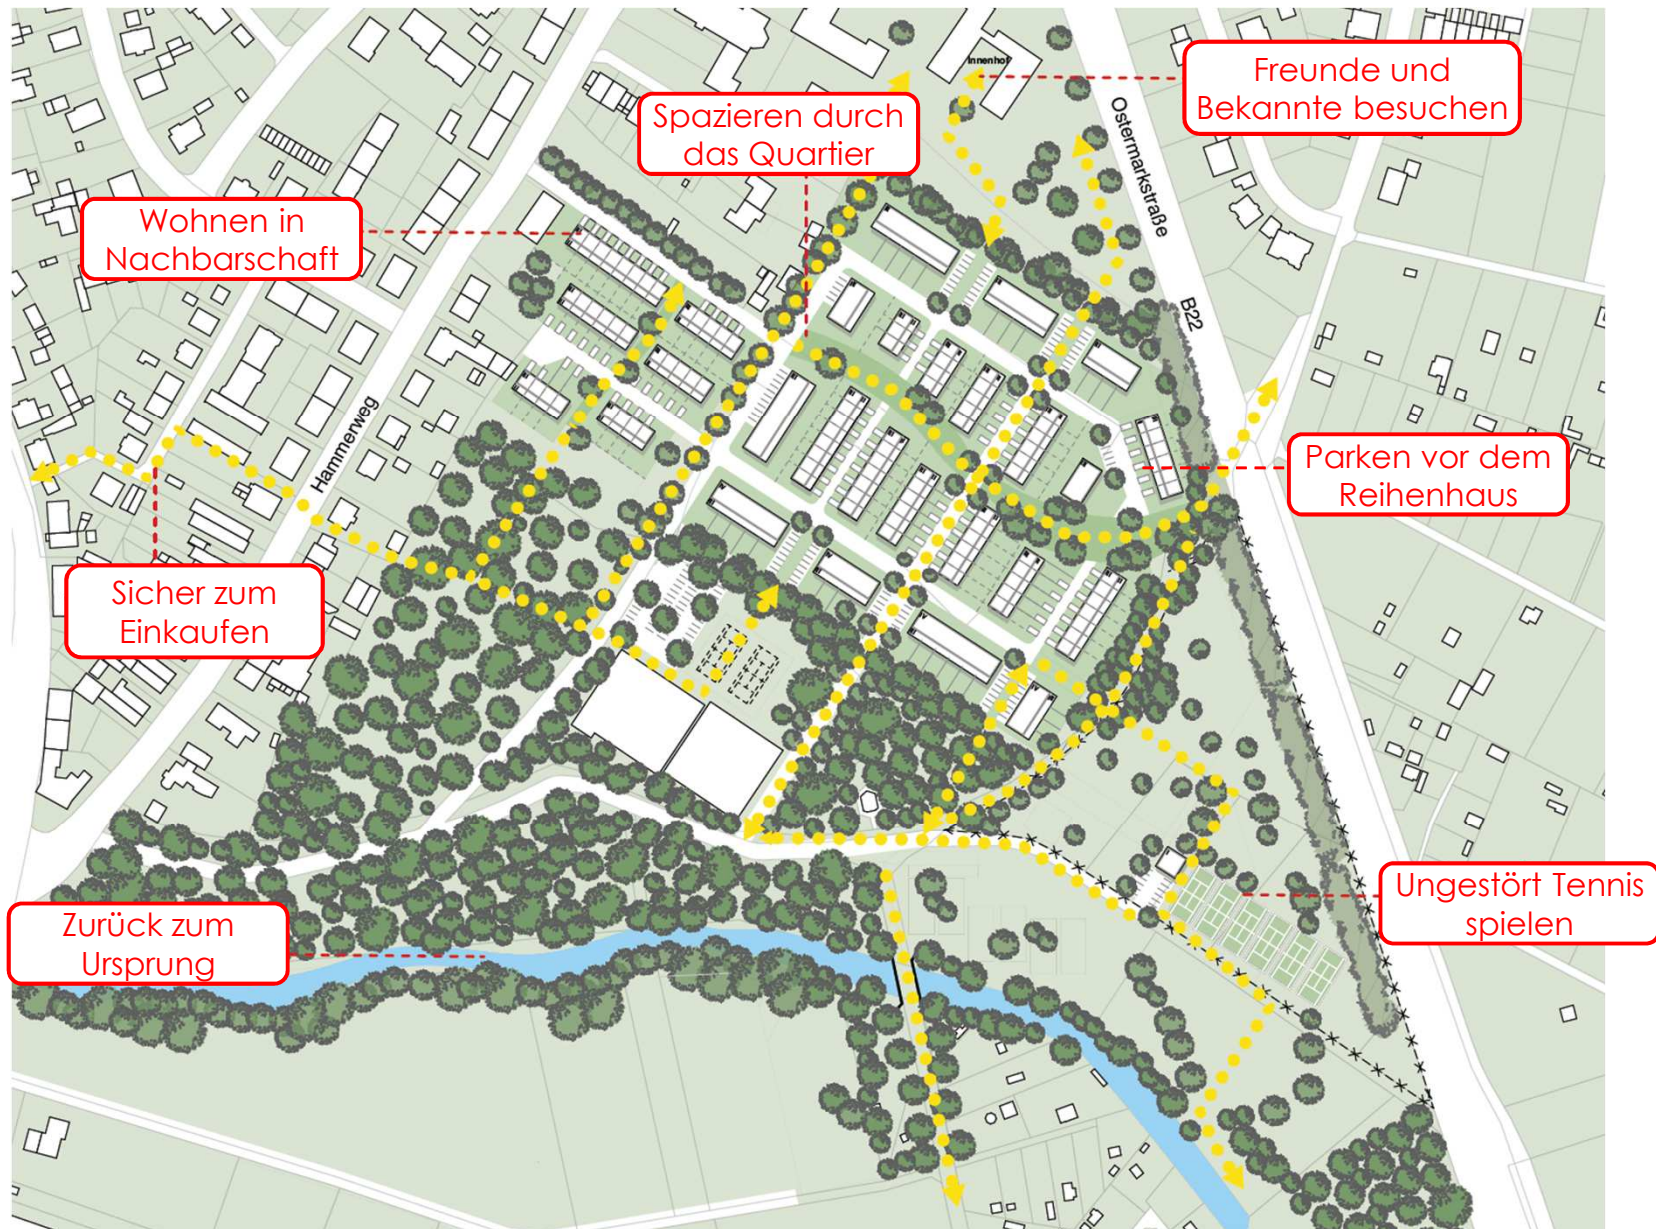 Innenhof
Freunde und
Bekannte besuchen
Spazieren durch
das Quartier
Ostermarkstraße
Wohnen in
Nachbarschaft
B22
Hammerweg
Parken vor dem
Reihenhaus
Sicher zum
Einkaufen
Ungestört Tennis
spielen
Zurück zum
Ursprung